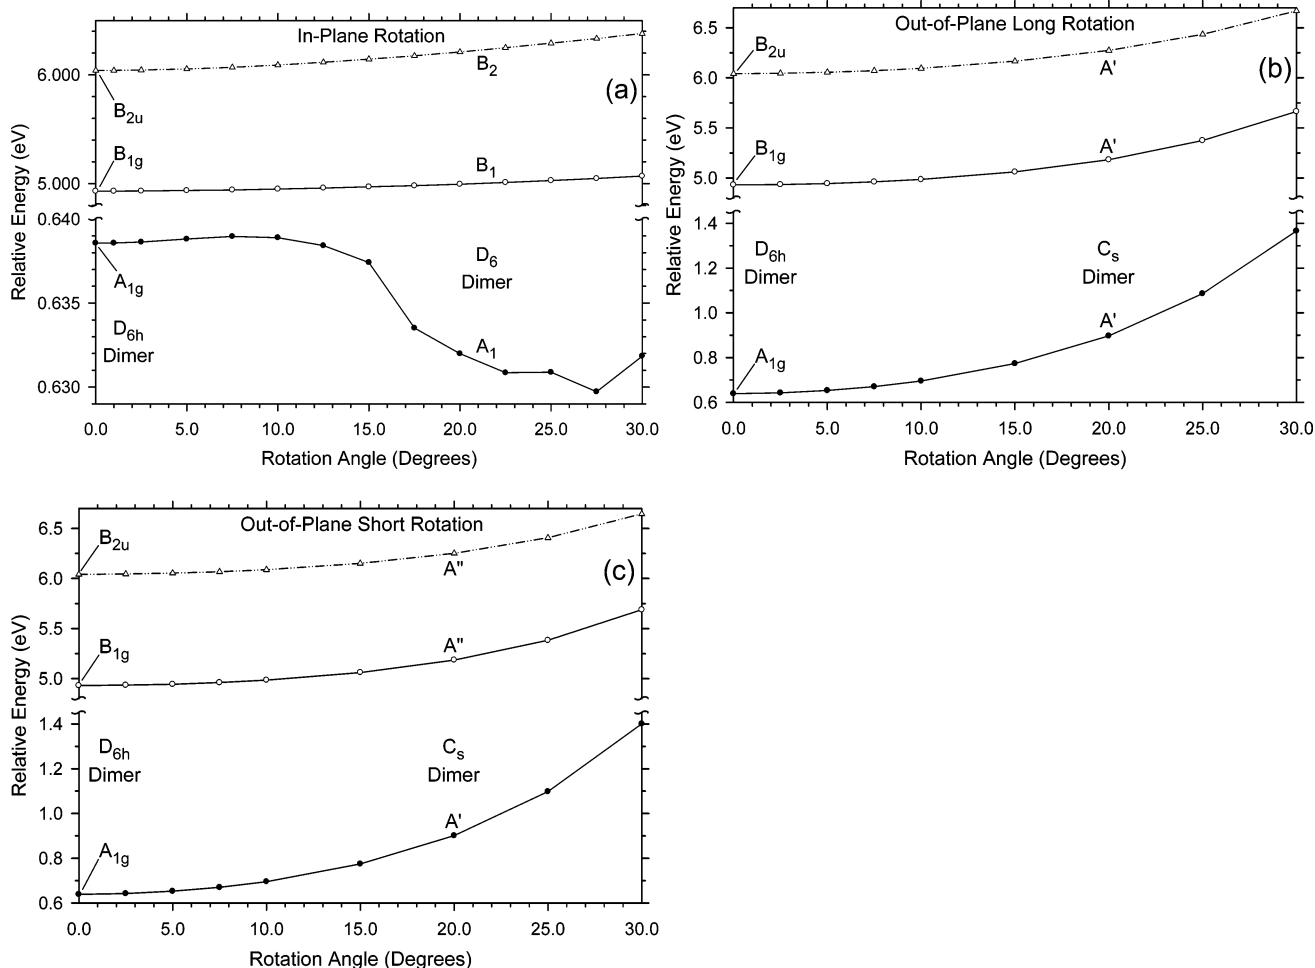 In-Plane Rotation
(a)
6.000
5.000
0.640
0.635
0.630
Relative Energy (eV)
B2u
B2
B1g
B1
A1g
D6
Dimer
D6h
Dimer
A1
0.0 5.0 10.0 15.0 20.0 25.0 30.0
Rotation Angle (Degrees)
Out-of-Plane Long Rotation
(b)
6.5
6.0
5.5
5.0
1.4
1.2
1.0
0.8
0.6
Relative Energy (eV)
B2u
A'
B1g
A'
D6h
Dimer
Cs
Dimer
A'
A1g
0.0 5.0 10.0 15.0 20.0 25.0 30.0
Rotation Angle (Degrees)
Out-of-Plane Short Rotation
(c)
6.5
6.0
5.5
5.0
1.4
1.2
1.0
0.8
0.6
Relative Energy (eV)
B2u
A"
B1g
A"
D6h
Dimer
Cs
Dimer
A'
A1g
0.0 5.0 10.0 15.0 20.0 25.0 30.0
Rotation Angle (Degrees)